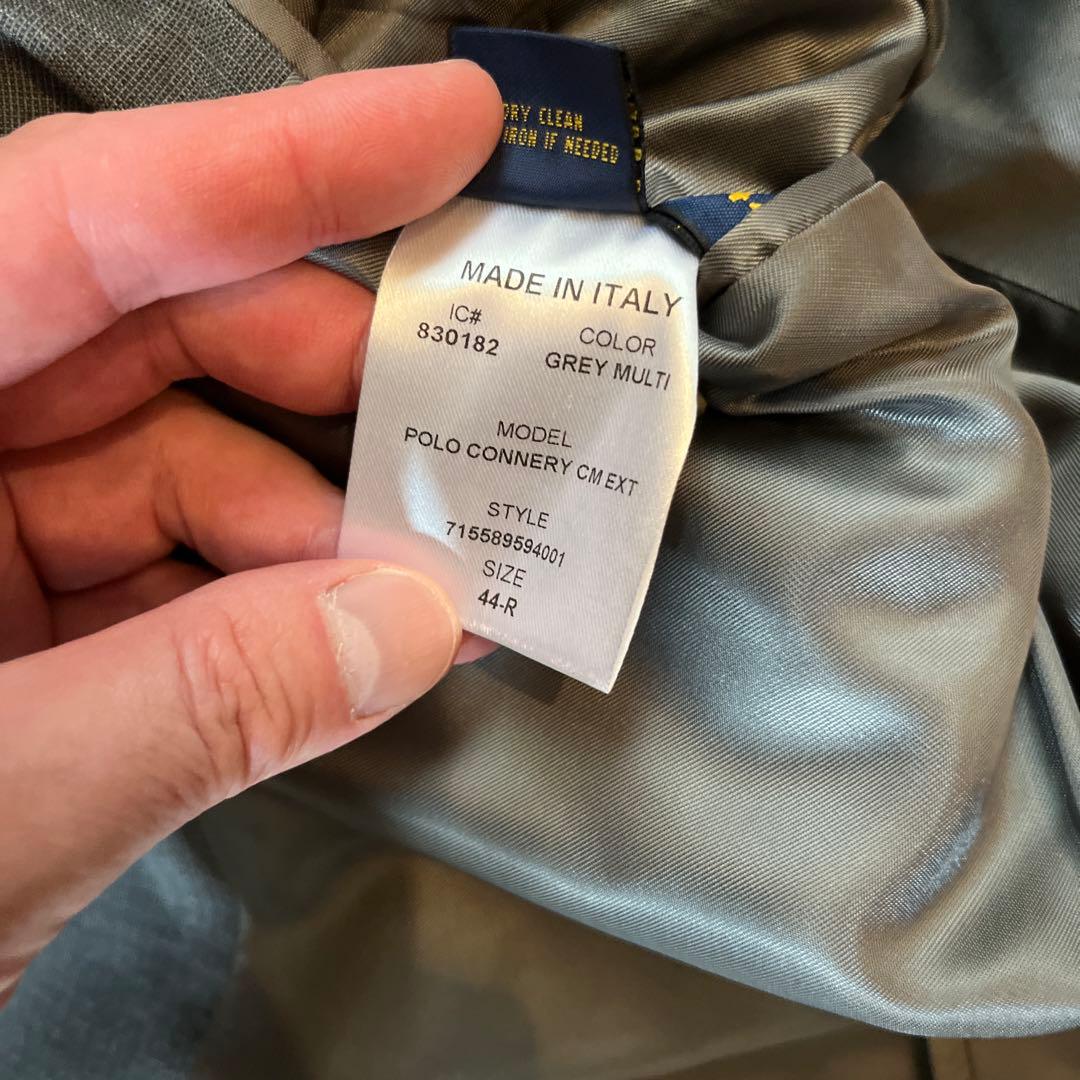 DRY CLEAN
IRON IF NEEDED
MADE IN ITALY
IC#
830182
COLOR
GREY MULTI
MODEL
POLO CONNERY CM EXT
STYLE
715589594001
SIZE
44-R